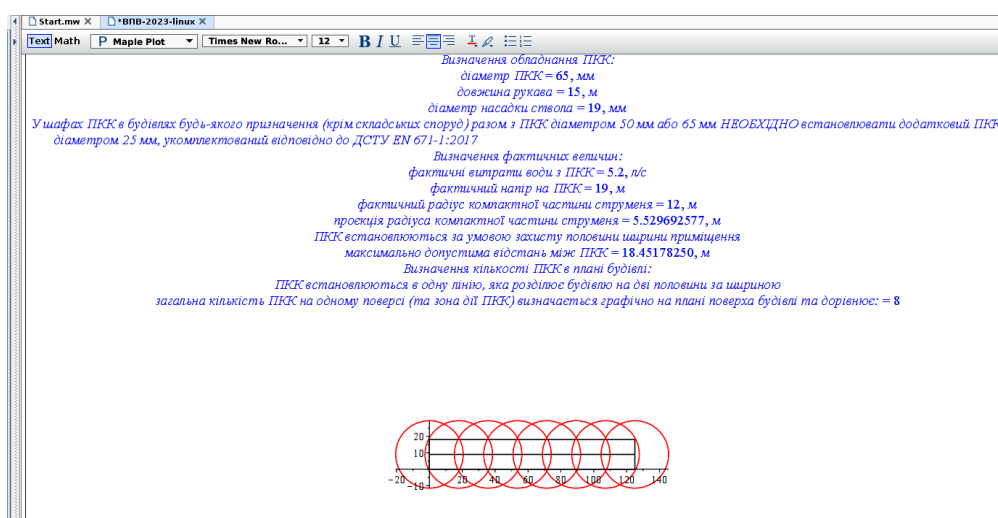 Start.mw X *ВПВ-2023-linux X
Text Math P Maple Plot Times New Ro... 12 B I U T
Визначення обладнання ПКК:
діаметр ПКК = 65, мм
довжина рукава = 15, м
діаметр насадки ствола = 19, мм
У шафах ПКК в будівлях будь-якого призначення (крім складських споруд) разом з ПКК діаметром 50 мм або 65 мм НЕОБХІДНО встановлювати додатковий ПКК
діаметром 25 мм, укомплектований відповідно до ДСТУ EN 671-1:2017
Визначення фактичних величин:
фактичні витрати води з ПКК = 5.2, л/с
фактичний напір на ПКК = 19, м
фактичний радіус компактної частини струменя = 12, м
проєкція радіуса компактної частини струменя = 5.529692577, м
ПКК встановлюються за умовою захисту половини ширини приміщення
максимально допустима відстань між ПКК = 18.45178250, м
Визначення кількості ПКК в плані будівлі:
ПКК встановлюються в одну лінію, яка розділює будівлю на дві половини за шириною
загальна кількість ПКК на одному поверсі (та зона дії ПКК) визначається графічно на плані поверха будівлі та дорівнює: = 8
20
10
-20 20 40 60 80 100 120 140
-10